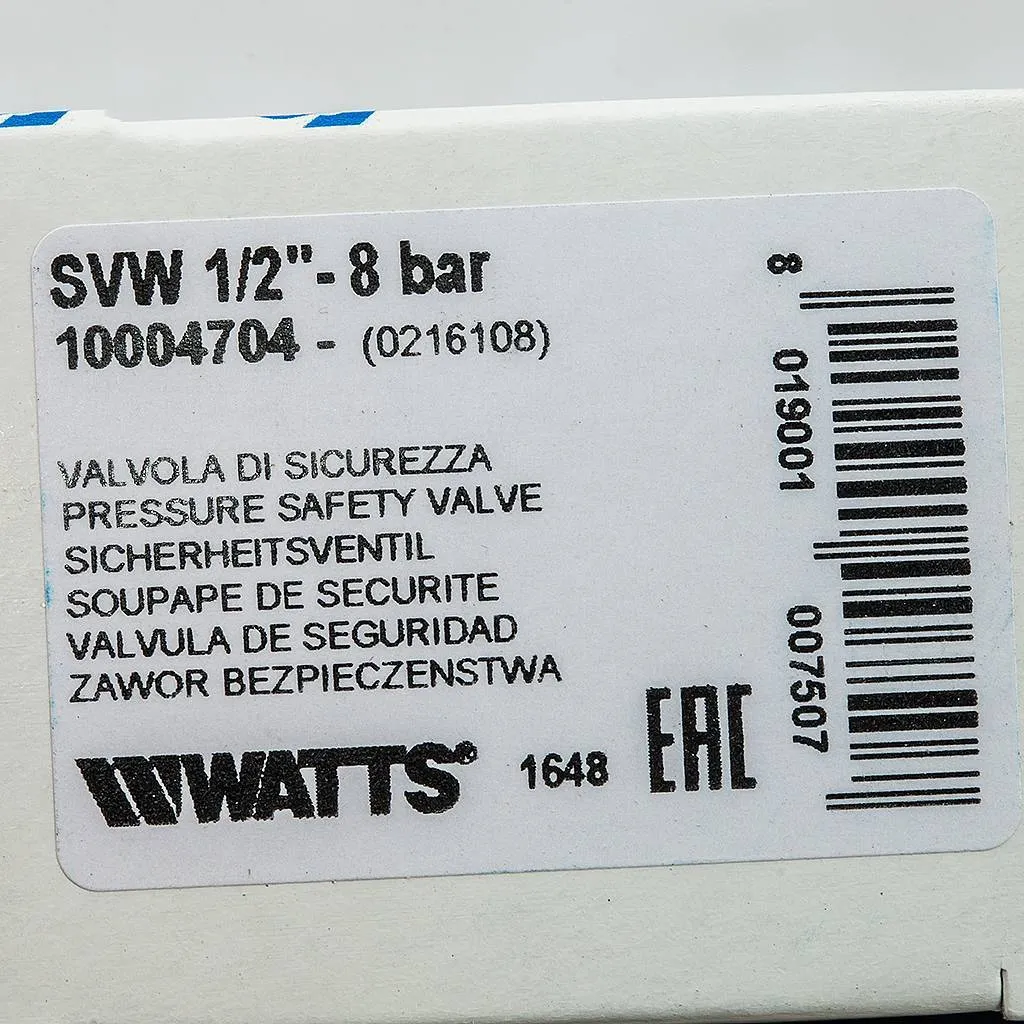 SVW 1/2"- 8 bar
10004704 - (0216108)
VALVOLA DI SICUREZZA
PRESSURE SAFETY VALVE
SICHERHEITSVENTIL
SOUPAPE DE SECURITE
VALVULA DE SEGURIDAD
ZAWOR BEZPIECZENSTWA
WATTS® 1648 EAC
8 019001 007507